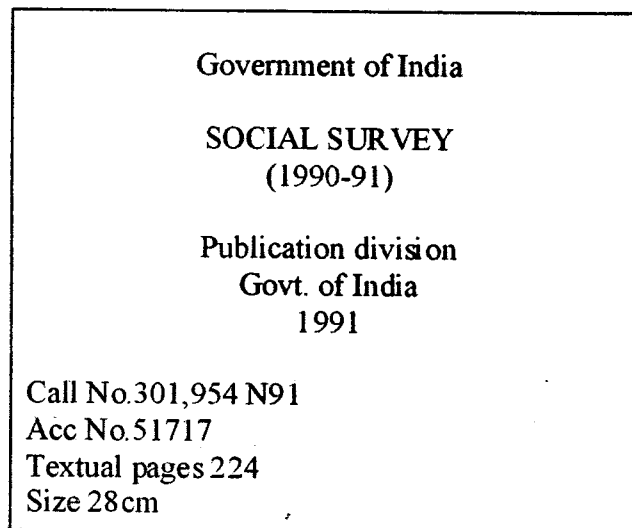 Government of India
SOCIAL SURVEY
(1990-91)
Publication division
Govt. of India
1991
Call No.301,954 N91
Acc No.51717
Textual pages 224
Size 28cm